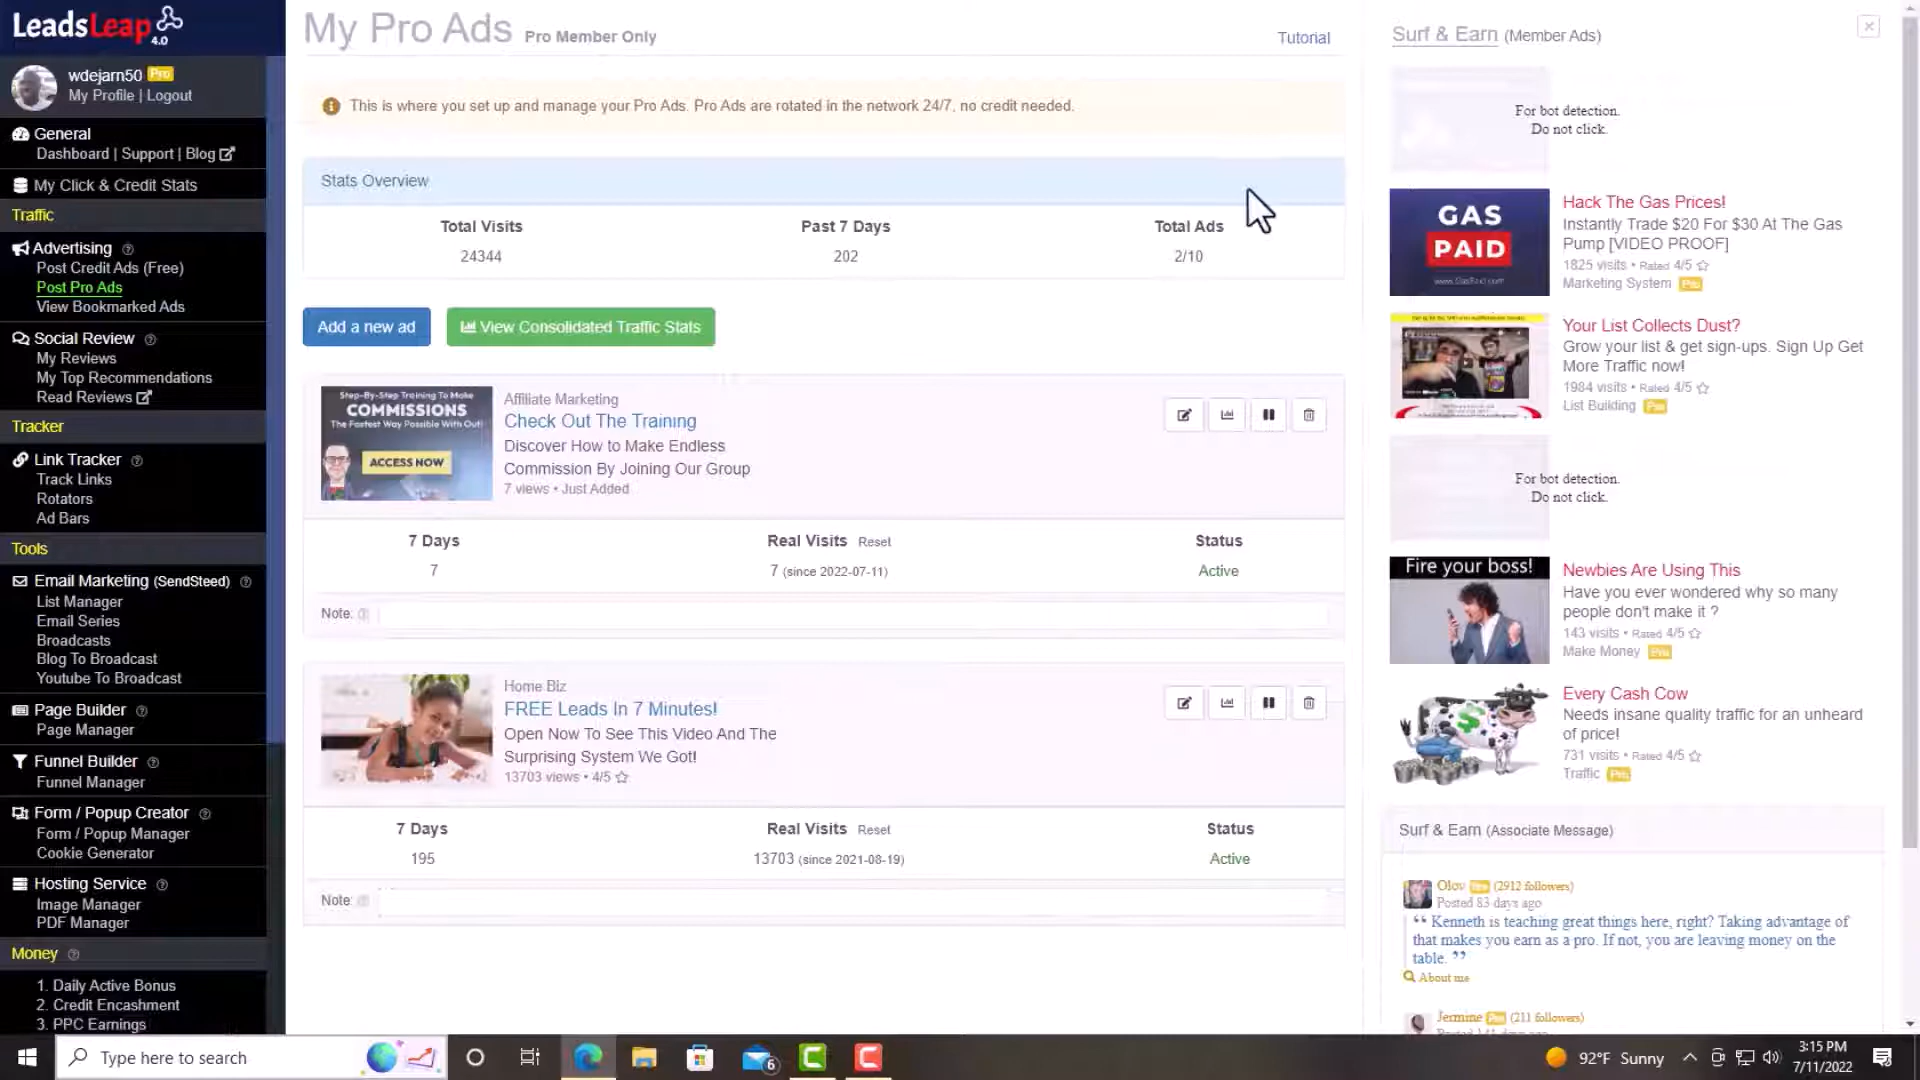 LeadsLeap 4.0
wdejarn50 Pro
My Profile | Logout
General
Dashboard | Support | Blog
My Click & Credit Stats
Traffic
Advertising
Post Credit Ads (Free)
Post Pro Ads
View Bookmarked Ads
Social Review
My Reviews
My Top Recommendations
Read Reviews
Tracker
Link Tracker
Track Links
Rotators
Ad Bars
Tools
Email Marketing (SendSteed)
List Manager
Email Series
Broadcasts
Blog To Broadcast
Youtube To Broadcast
Page Builder
Page Manager
Funnel Builder
Funnel Manager
Form / Popup Creator
Form / Popup Manager
Cookie Generator
Hosting Service
Image Manager
PDF Manager
Money
1. Daily Active Bonus
2. Credit Encashment
3. PPC Earnings
My Pro Ads Pro Member Only
Tutorial
This is where you set up and manage your Pro Ads. Pro Ads are rotated in the network 24/7, no credit needed.
Stats Overview
Total Visits Past 7 Days Total Ads
24344 202 2/10
Add a new ad View Consolidated Traffic Stats
Step-By-Step Training To Make
COMMISSIONS
The Fastest Way Possible With Out!
ACCESS NOW
Affiliate Marketing
Check Out The Training
Discover How to Make Endless
Commission By Joining Our Group
7 views • Just Added
7 Days Real Visits Reset Status
7 7 (since 2022-07-11) Active
Note:
Home Biz
FREE Leads In 7 Minutes!
Open Now To See This Video And The
Surprising System We Got!
13703 views • 4/5
7 Days Real Visits Reset Status
195 13703 (since 2021-08-19) Active
Note:
Surf & Earn (Member Ads)
For bot detection.
Do not click.
GAS
PAID
www.GasPaid.com
Hack The Gas Prices!
Instantly Trade $20 For $30 At The Gas
Pump [VIDEO PROOF]
1825 visits • Rated 4/5
Marketing System Pro
Your List Collects Dust?
Grow your list & get sign-ups. Sign Up Get
More Traffic now!
1984 visits • Rated 4/5
List Building Pro
For bot detection.
Do not click.
Fire your boss!
Newbies Are Using This
Have you ever wondered why so many
people don't make it ?
143 visits • Rated 4/5
Make Money Pro
Every Cash Cow
Needs insane quality traffic for an unheard
of price!
731 visits • Rated 4/5
Traffic Pro
Surf & Earn (Associate Message)
Olov Pro (2912 followers)
Posted 83 days ago
“ Kenneth is teaching great things here, right? Taking advantage of
that makes you earn as a pro. If not, you are leaving money on the
table. ”
About me
Jermine Pro (211 followers)
Type here to search
6
92°F Sunny
3:15 PM
7/11/2022